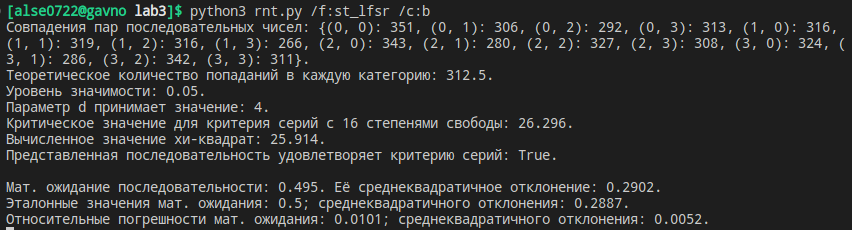 [alse0722@gavno lab3]$ python3 rnt.py /f:st_lfsr /c:b
Совпадения пар последовательных чисел: {(0, 0): 351, (0, 1): 306, (0, 2): 292, (0, 3): 313, (1, 0): 316,
(1, 1): 319, (1, 2): 316, (1, 3): 266, (2, 0): 343, (2, 1): 280, (2, 2): 327, (2, 3): 308, (3, 0): 324, (
3, 1): 286, (3, 2): 342, (3, 3): 311}.
Теоретическое количество попаданий в каждую категорию: 312.5.
Уровень значимости: 0.05.
Параметр d принимает значение: 4.
Критическое значение для критерия серий с 16 степенями свободы: 26.296.
Вычисленное значение хи-квадрат: 25.914.
Представленная последовательность удовлетворяет критерию серий: True.
Мат. ожидание последовательности: 0.495. Её среднеквадратичное отклонение: 0.2902.
Эталонные значения мат. ожидания: 0.5; среднеквадратичного отклонения: 0.2887.
Относительные погрешности мат. ожидания: 0.0101; среднеквадратичного отклонения: 0.0052.